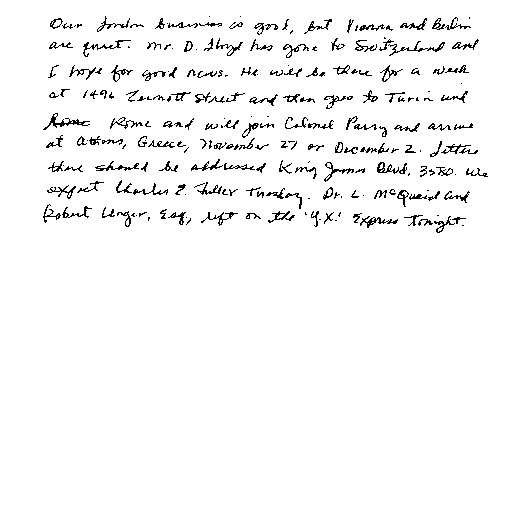 Our London business is good, but Vienna and Berlin
are quiet. Mr. D. Lloyd has gone to Switzerland and
I hope for good news. He will be there for a week
at 1496 Zermott Street and then goes to Turin and
Rome Rome and will join Colonel Parry and arrive
at Athens, Greece, November 27 or December 2. Letters
there should be addressed King James Blvd. 3580. We
expect Charles E. Fuller Tuesday. Dr. L. McQuaid and
Robert Unger, Esq, left on the 'Y.X.' Express tonight.